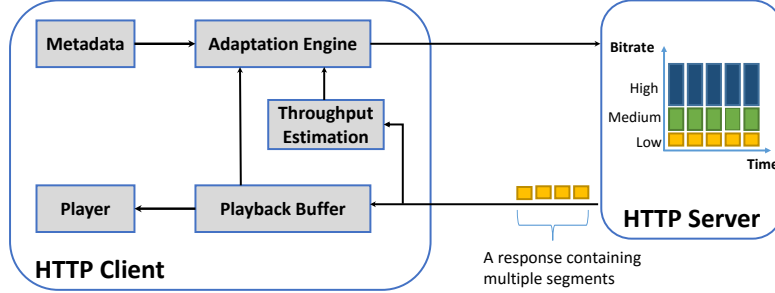 Metadata
Adaptation Engine
Throughput
Estimation
Player
Playback Buffer
HTTP Client
Bitrate
High
Medium
Low
Time
HTTP Server
A response containing
multiple segments